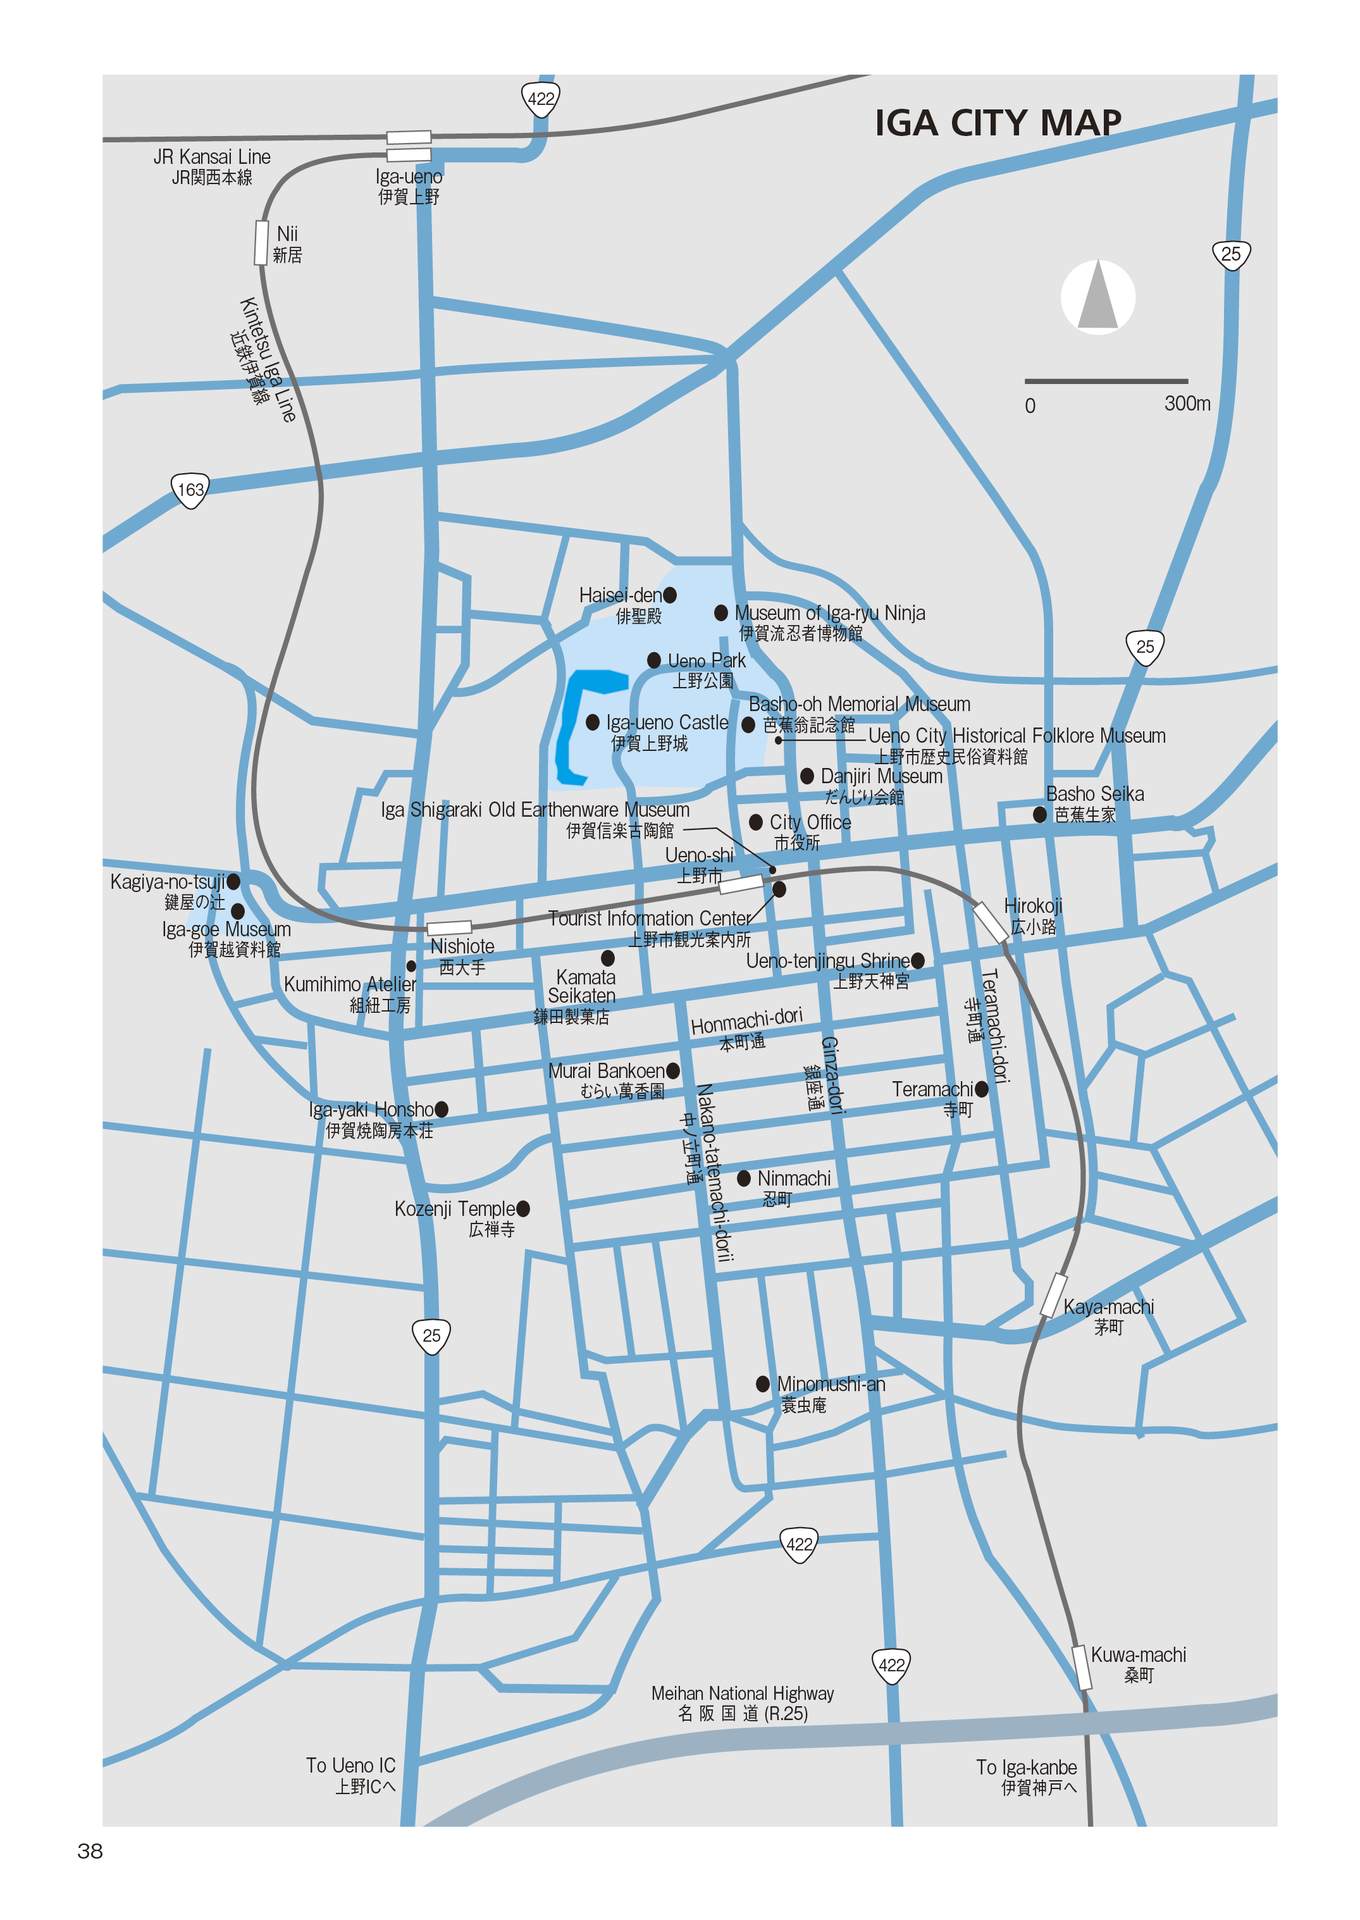 IGA CITY MAP
422
JR Kansai Line
JR関西本線
Iga-ueno
伊賀上野
Nii
新居
25
Kintetsu Iga Line
近鉄伊賀線
0
300m
163
Haisei-den
俳聖殿
Museum of Iga-ryu Ninja
伊賀流忍者博物館
25
Ueno Park
上野公園
Basho-oh Memorial Museum
芭蕉翁記念館
Iga-ueno Castle
伊賀上野城
Ueno City Historical Folklore Museum
上野市歴史民俗資料館
Danjiri Museum
だんじり会館
Basho Seika
芭蕉生家
Iga Shigaraki Old Earthenware Museum
伊賀信楽古陶館
City Office
市役所
Ueno-shi
上野市
Kagiya-no-tsuji
鍵屋の辻
Iga-goe Museum
伊賀越資料館
Tourist Information Center
上野市観光案内所
Hirokoji
広小路
Nishiote
西大手
Kumihimo Atelier
組紐工房
Kamata
Seikaten
鎌田製菓店
Ueno-tenjingu Shrine
上野天神宮
Teramachi-dori
寺町通
Honmachi-dori
本町通
Ginza-dori
銀座通
Murai Bankoen
むらい萬香園
Nakano-tatemachi-dorii
中ノ立町通
Teramachi
寺町
Iga-yaki Honsho
伊賀焼陶房本荘
Ninmachi
忍町
Kozenji Temple
広禅寺
Kaya-machi
茅町
25
Minomushi-an
蓑虫庵
422
422
Kuwa-machi
桑町
Meihan National Highway
名 阪 国 道 (R.25)
To Ueno IC
上野ICへ
To Iga-kanbe
伊賀神戸へ
38